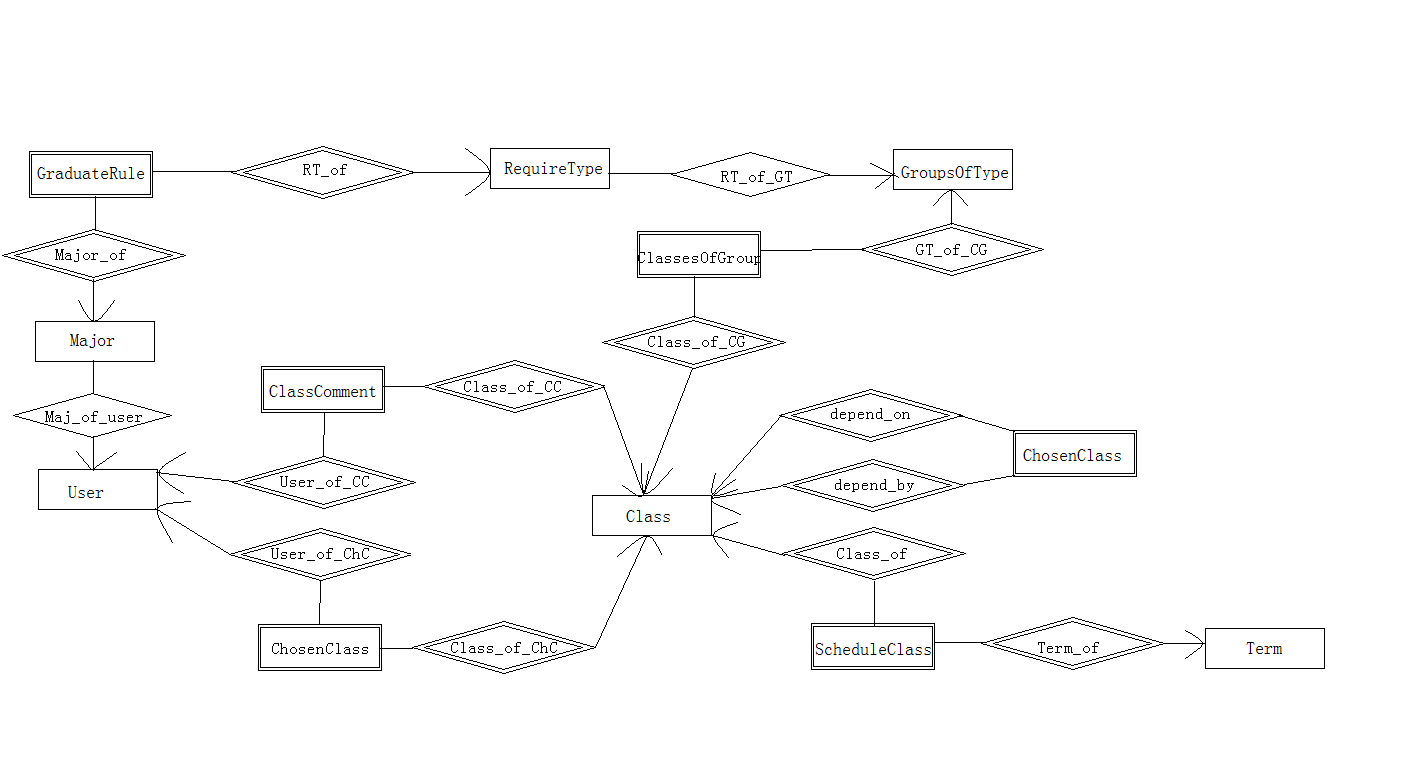 GraduateRule
RT_of
RequireType
RT_of_GT
GroupsOfType
Major_of
ClassesOfGroup
GT_of_CG
Major
Class_of_CG
ClassComment
Class_of_CC
Maj_of_user
depend_on
ChosenClass
User
User_of_CC
depend_by
Class
User_of_ChC
Class_of
ChosenClass
Class_of_ChC
ScheduleClass
Term_of
Term